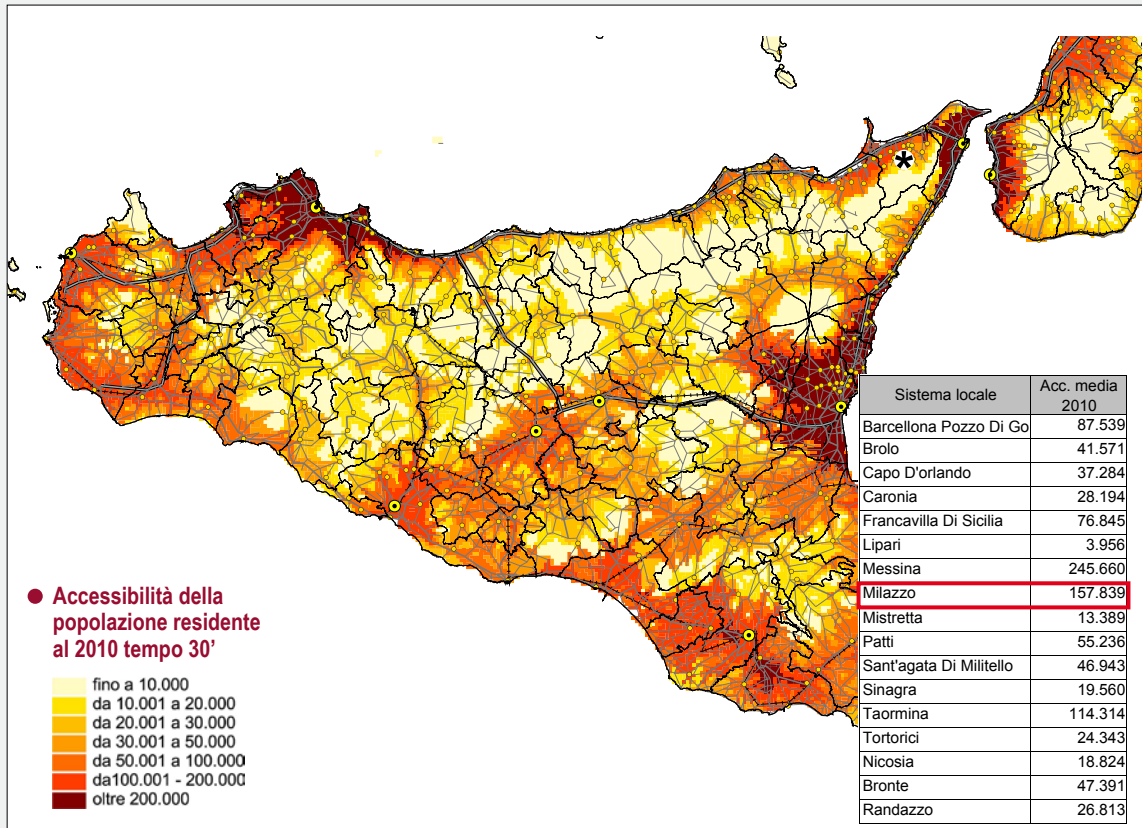 *
Sistema locale Acc. media 2010
Barcellona Pozzo Di Go 87.539
Brolo 41.571
Capo D'orlando 37.284
Caronia 28.194
Francavilla Di Sicilia 76.845
Lipari 3.956
Messina 245.660
Milazzo 157.839
Mistretta 13.389
Patti 55.236
Sant'agata Di Militello 46.943
Sinagra 19.560
Taormina 114.314
Tortorici 24.343
Nicosia 18.824
Bronte 47.391
Randazzo 26.813
Accessibilità della
popolazione residente
al 2010 tempo 30’
fino a 10.000
da 10.001 a 20.000
da 20.001 a 30.000
da 30.001 a 50.000
da 50.001 a 100.000
da100.001 - 200.000
oltre 200.000